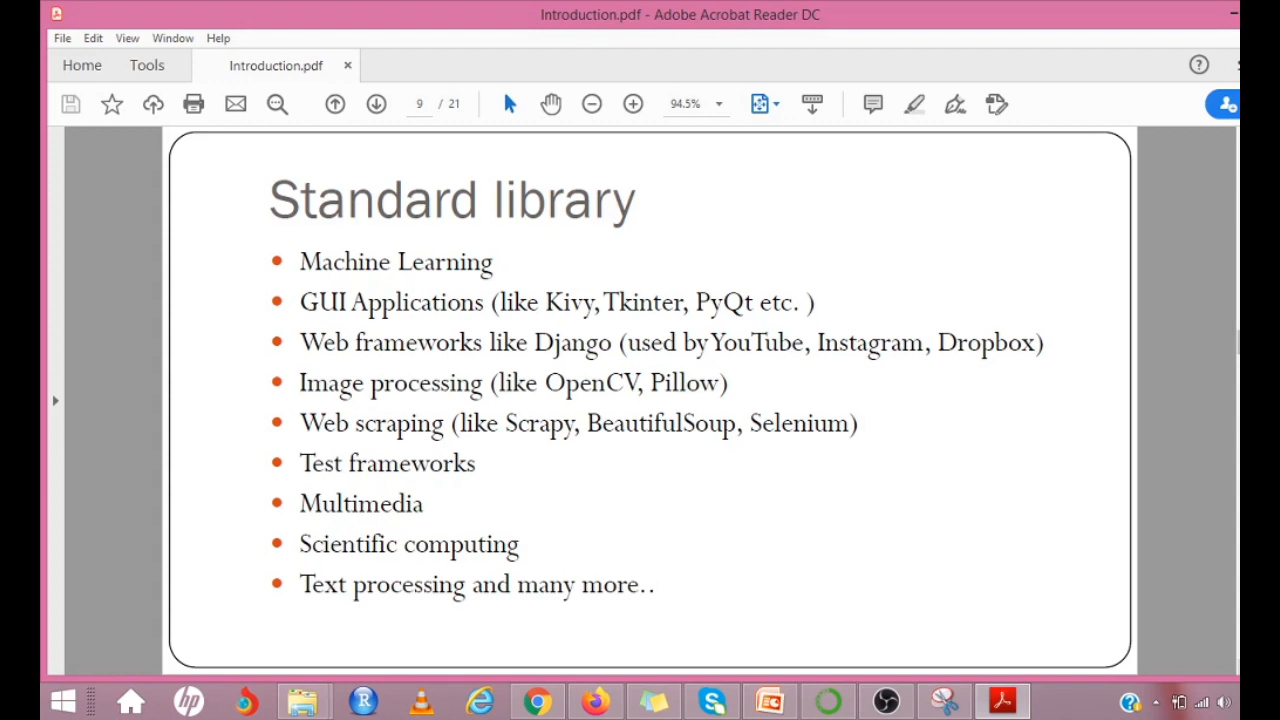 Introduction.pdf - Adobe Acrobat Reader DC
File Edit View Window Help
Home Tools Introduction.pdf ×
9 / 21 94.5%
Standard library
• Machine Learning
• GUI Applications (like Kivy, Tkinter, PyQt etc. )
• Web frameworks like Django (used by YouTube, Instagram, Dropbox)
• Image processing (like OpenCV, Pillow)
• Web scraping (like Scrapy, BeautifulSoup, Selenium)
• Test frameworks
• Multimedia
• Scientific computing
• Text processing and many more..
hp R